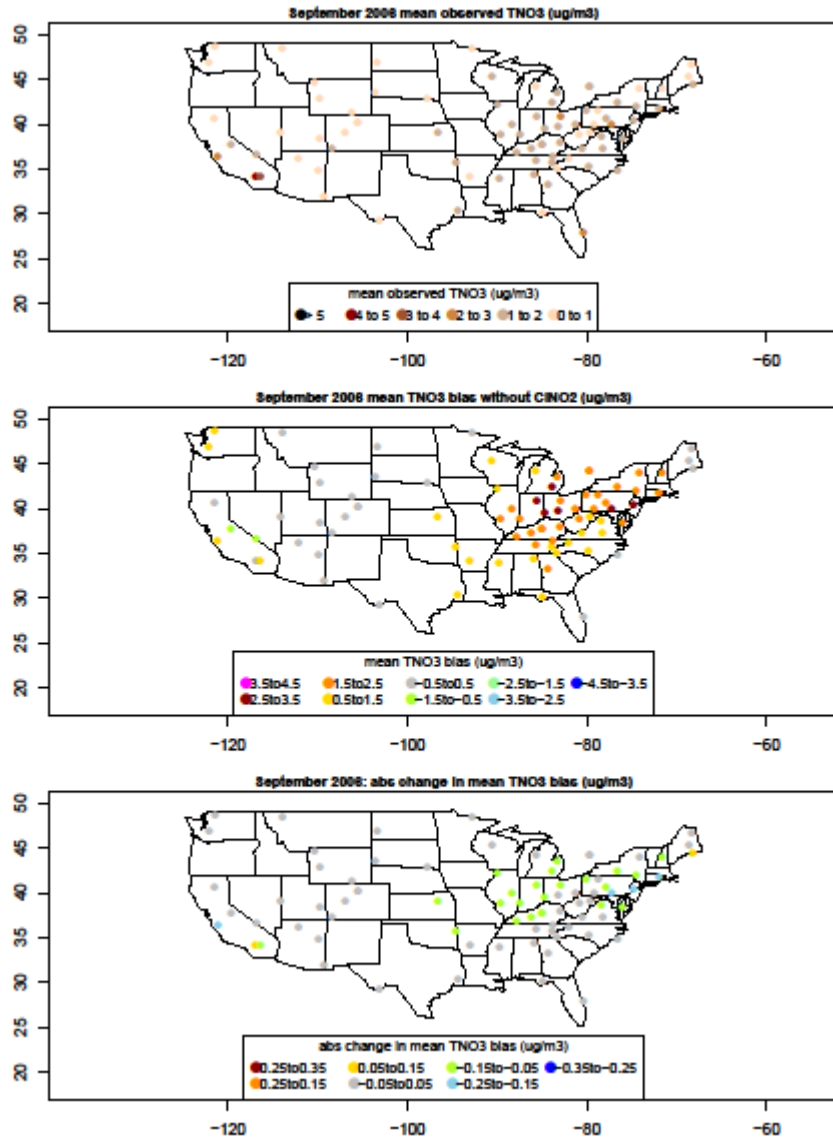 September 2006 mean observed TNO3 (ug/m3)
50
45
40
35
30
25
20
mean observed TNO3 (ug/m3)
> 5 4 to 5 3 to 4 2 to 3 1 to 2 0 to 1
−120 −100 −80 −60
September 2006 mean TNO3 bias without ClNO2 (ug/m3)
50
45
40
35
30
25
20
mean TNO3 bias (ug/m3)
3.5to4.5 1.5to2.5 −0.5to0.5 −2.5to−1.5 −4.5to−3.5
2.5to3.5 0.5to1.5 −1.5to−0.5 −3.5to−2.5
−120 −100 −80 −60
September 2006: abs change in mean TNO3 bias (ug/m3)
50
45
40
35
30
25
20
abs change in mean TNO3 bias (ug/m3)
0.25to0.35 0.05to0.15 −0.15to−0.05 −0.35to−0.25
0.25to0.15 −0.05to0.05 −0.25to−0.15
−120 −100 −80 −60